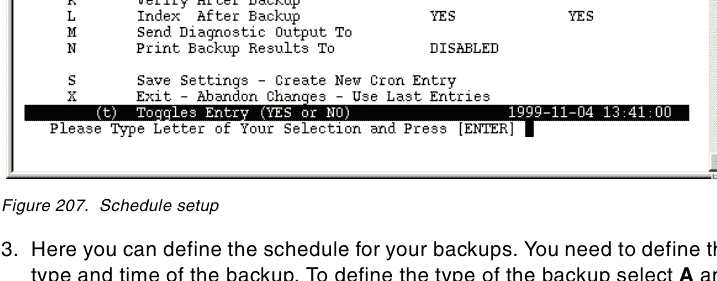 K Verify After Backup
L Index After Backup YES YES
M Send Diagnostic Output To
N Print Backup Results To DISABLED
S Save Settings - Create New Cron Entry
X Exit - Abandon Changes - Use Last Entries
(t) Toggles Entry (YES or NO) 1999-11-04 13:41:00
Please Type Letter of Your Selection and Press [ENTER]
Figure 207. Schedule setup
3. Here you can define the schedule for your backups. You need to define th
type and time of the backup. To define the type of the backup select A an